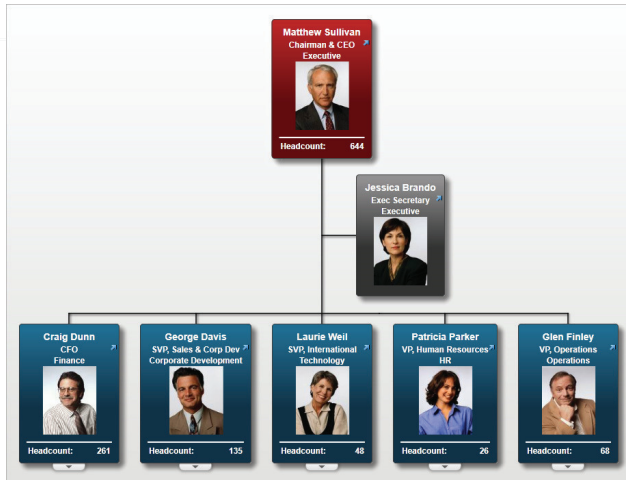 Matthew Sullivan
Chairman & CEO
Executive
Headcount: 644
Jessica Brando
Exec Secretary
Executive
Craig Dunn
CFO
Finance
Headcount: 261
George Davis
SVP, Sales & Corp Dev
Corporate Development
Headcount: 135
Laurie Weil
SVP, International
Technology
Headcount: 48
Patricia Parker
VP, Human Resources
HR
Headcount: 26
Glen Finley
VP, Operations
Operations
Headcount: 68